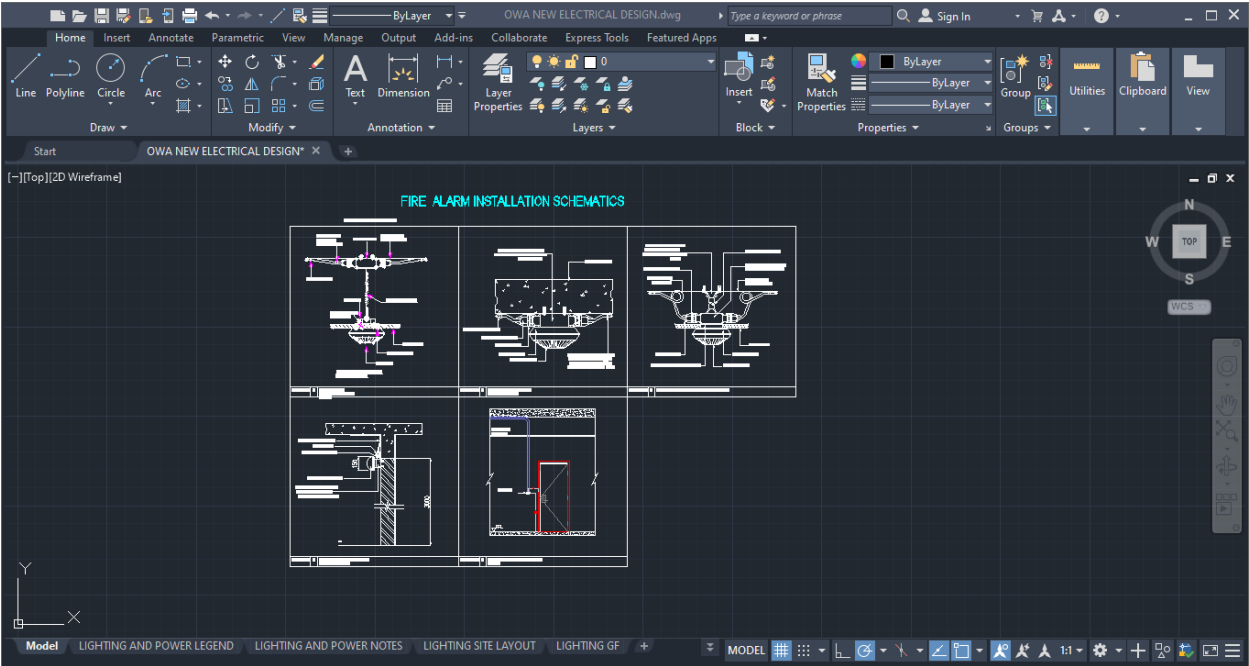 ByLayer
OWA NEW ELECTRICAL DESIGN.dwg
Type a keyword or phrase
Sign In
Home Insert Annotate Parametric View Manage Output Add-ins Collaborate Express Tools Featured Apps
Line Polyline Circle Arc
Draw
Modify
Text Dimension
Annotation
Layer Properties
0
Layers
Insert
Block
Match Properties
ByLayer
ByLayer
ByLayer
Properties
Group
Groups
Utilities
Clipboard
View
Start
OWA NEW ELECTRICAL DESIGN*
[−][Top][2D Wireframe]
FIRE ALARM INSTALLATION SCHEMATICS
N
W TOP E
S
WCS
150
3000
Y
X
Model LIGHTING AND POWER LEGEND LIGHTING AND POWER NOTES LIGHTING SITE LAYOUT LIGHTING GF
MODEL
1:1